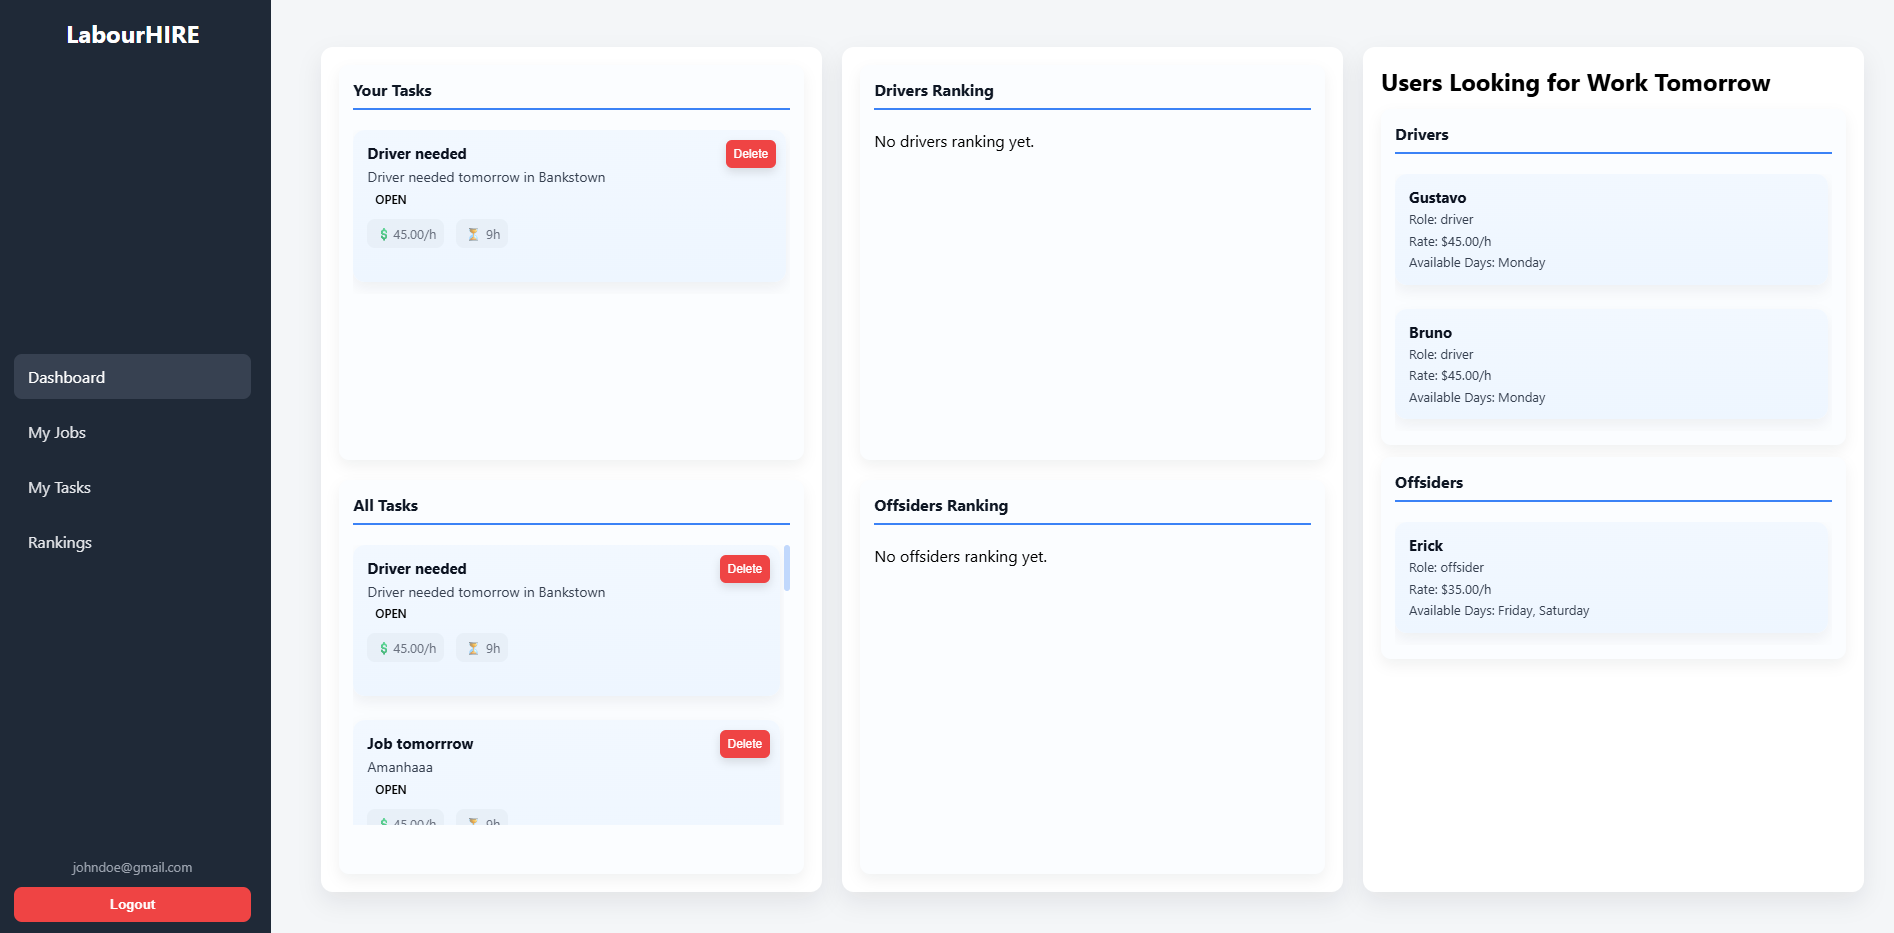 LabourHIRE
Dashboard
My Jobs
My Tasks
Rankings
johndoe@gmail.com
Logout
Your Tasks
Driver needed
Delete
Driver needed tomorrow in Bankstown
OPEN
$ 45.00/h
9h
All Tasks
Driver needed
Delete
Driver needed tomorrow in Bankstown
OPEN
$ 45.00/h
9h
Job tomorrrow
Delete
Amanhaaa
OPEN
$ 45.00/h
9h
Drivers Ranking
No drivers ranking yet.
Offsiders Ranking
No offsiders ranking yet.
Users Looking for Work Tomorrow
Drivers
Gustavo
Role: driver
Rate: $45.00/h
Available Days: Monday
Bruno
Role: driver
Rate: $45.00/h
Available Days: Monday
Offsiders
Erick
Role: offsider
Rate: $35.00/h
Available Days: Friday, Saturday